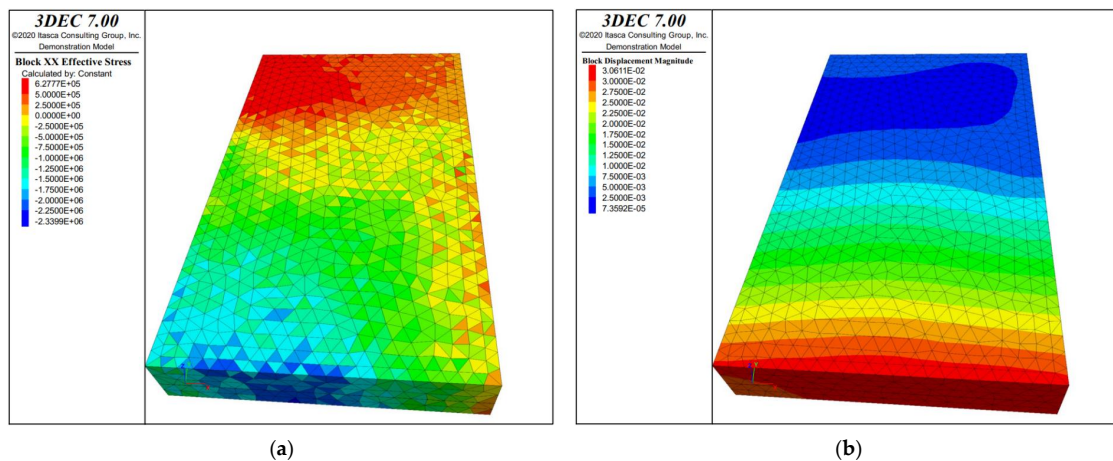 3DEC 7.00
©2020 Itasca Consulting Group, Inc.
Demonstration Model
Block XX Effective Stress
Calculated by: Constant
6.2777E+05
5.0000E+05
2.5000E+05
0.0000E+00
-2.5000E+05
-5.0000E+05
-7.5000E+05
-1.0000E+06
-1.2500E+06
-1.5000E+06
-1.7500E+06
-2.0000E+06
-2.2500E+06
-2.3399E+06
(a)
3DEC 7.00
©2020 Itasca Consulting Group, Inc.
Demonstration Model
Block Displacement Magnitude
3.0611E-02
3.0000E-02
2.7500E-02
2.5000E-02
2.2500E-02
2.0000E-02
1.7500E-02
1.5000E-02
1.2500E-02
1.0000E-02
7.5000E-03
5.0000E-03
2.5000E-03
7.3592E-05
(b)